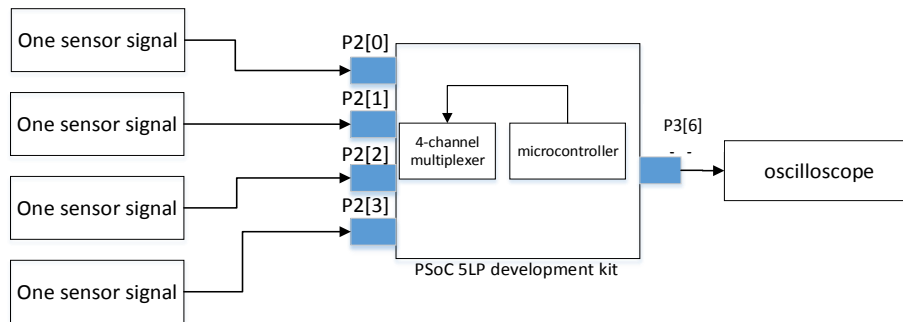 One sensor signal
P2[0]
One sensor signal
P2[1]
4-channel
multiplexer
microcontroller
P3[6]
- -
oscilloscope
One sensor signal
P2[2]
P2[3]
One sensor signal
PSoC 5LP development kit